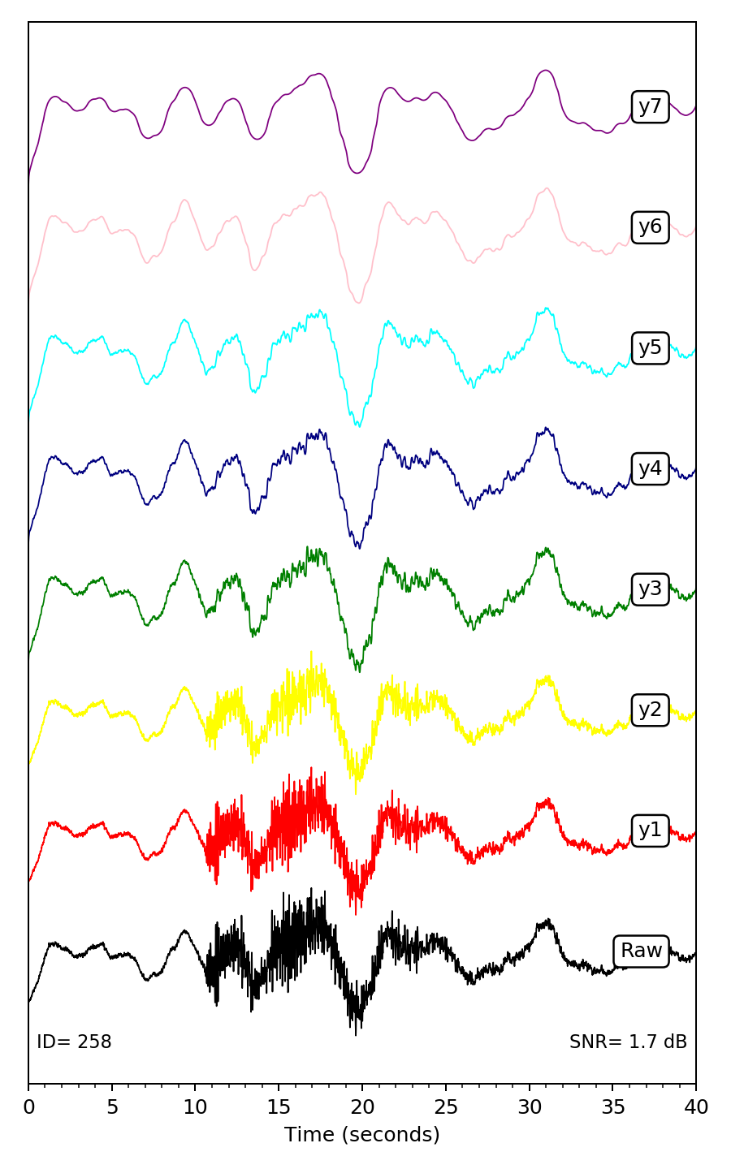 y7
y6
y5
y4
y3
y2
y1
Raw
ID= 258 SNR= 1.7 dB
0 5 10 15 20 25 30 35 40
Time (seconds)